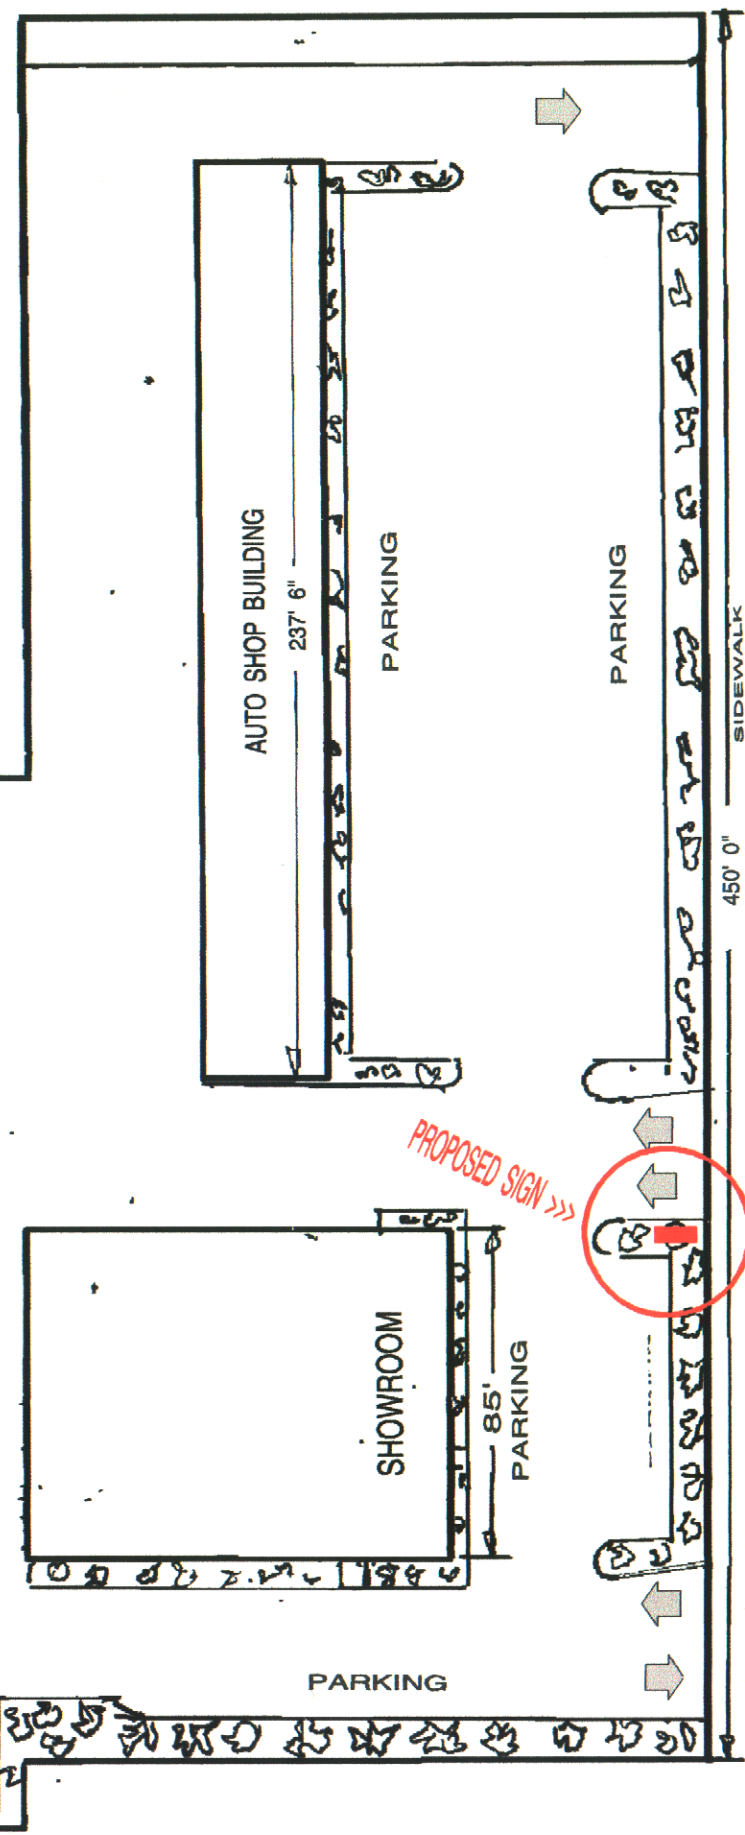 AUTO SHOP BUILDING
237' 6"
PARKING
PARKING
SIDEWALK
450' 0"
PROPOSED SIGN >>>
SHOWROOM
85'
PARKING
PARKING